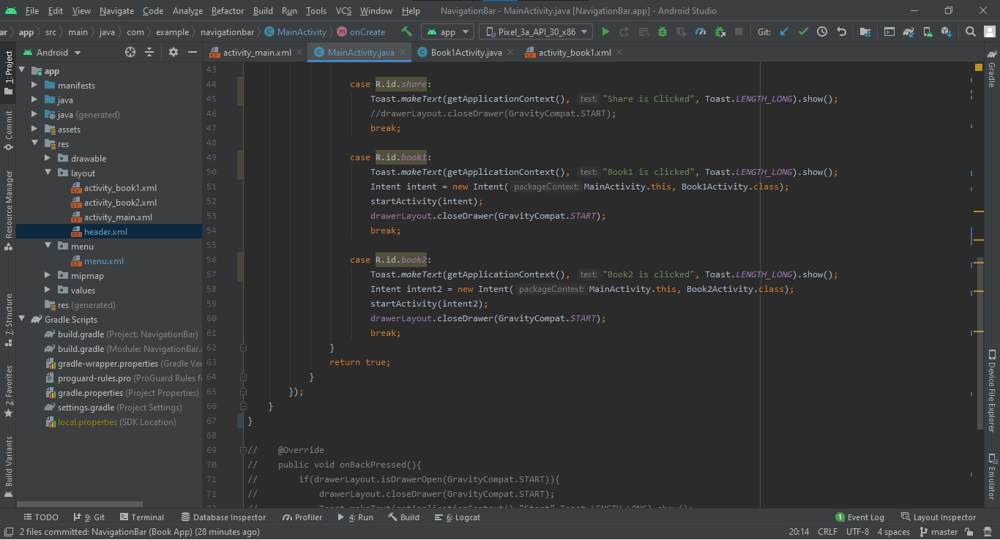 File Edit View Navigate Code Analyze Refactor Build Run Tools VCS Window Help NavigationBar - MainActivity.java [NavigationBar.app] - Android Studio
ar app src main java com example navigationbar MainActivity onCreate app Pixel_3a_API_30_x86 Git:
Android activity_main.xml MainActivity.java Book1Activity.java activity_book1.xml
1: Project
Commit
Resource Manager
7: Structure
2: Favorites
Build Variants
app
manifests
java
java (generated)
assets
res
drawable
layout
activity_book1.xml
activity_book2.xml
activity_main.xml
header.xml
menu
menu.xml
mipmap
values
res (generated)
Gradle Scripts
build.gradle (Project: NavigationBar)
build.gradle (Module: NavigationBar.a
gradle-wrapper.properties (Gradle Ver
proguard-rules.pro (ProGuard Rules fo
gradle.properties (Project Properties)
settings.gradle (Project Settings)
local.properties (SDK Location)
43
44 case R.id.share:
45 Toast.makeText(getApplicationContext(), text: "Share is Clicked", Toast.LENGTH_LONG).show();
46 //drawerLayout.closeDrawer(GravityCompat.START);
47 break;
48
49 case R.id.book1:
50 Toast.makeText(getApplicationContext(), text: "Book1 is clicked", Toast.LENGTH_LONG).show();
51 Intent intent = new Intent( packageContext: MainActivity.this, Book1Activity.class);
52 startActivity(intent);
53 drawerLayout.closeDrawer(GravityCompat.START);
54 break;
55
56 case R.id.book2:
57 Toast.makeText(getApplicationContext(), text: "Book2 is clicked", Toast.LENGTH_LONG).show();
58 Intent intent2 = new Intent( packageContext: MainActivity.this, Book2Activity.class);
59 startActivity(intent2);
60 drawerLayout.closeDrawer(GravityCompat.START);
61 break;
62 }
63 return true;
64 }
65 });
66 }
67 }
68
69 // @Override
70 // public void onBackPressed(){
71 // if(drawerLayout.isDrawerOpen(GravityCompat.START)){
72 // drawerLayout.closeDrawer(GravityCompat.START);
73 // Toast.makeText(getApplicationContext(),"Start",Toast.LENGTH_LONG).show();
Gradle
Device File Explorer
Emulator
TODO 9: Git Terminal Database Inspector Profiler 4: Run Build 6: Logcat 1 Event Log Layout Inspector
2 files committed: NavigationBar (Book App) (28 minutes ago) 20:14 CRLF UTF-8 4 spaces master